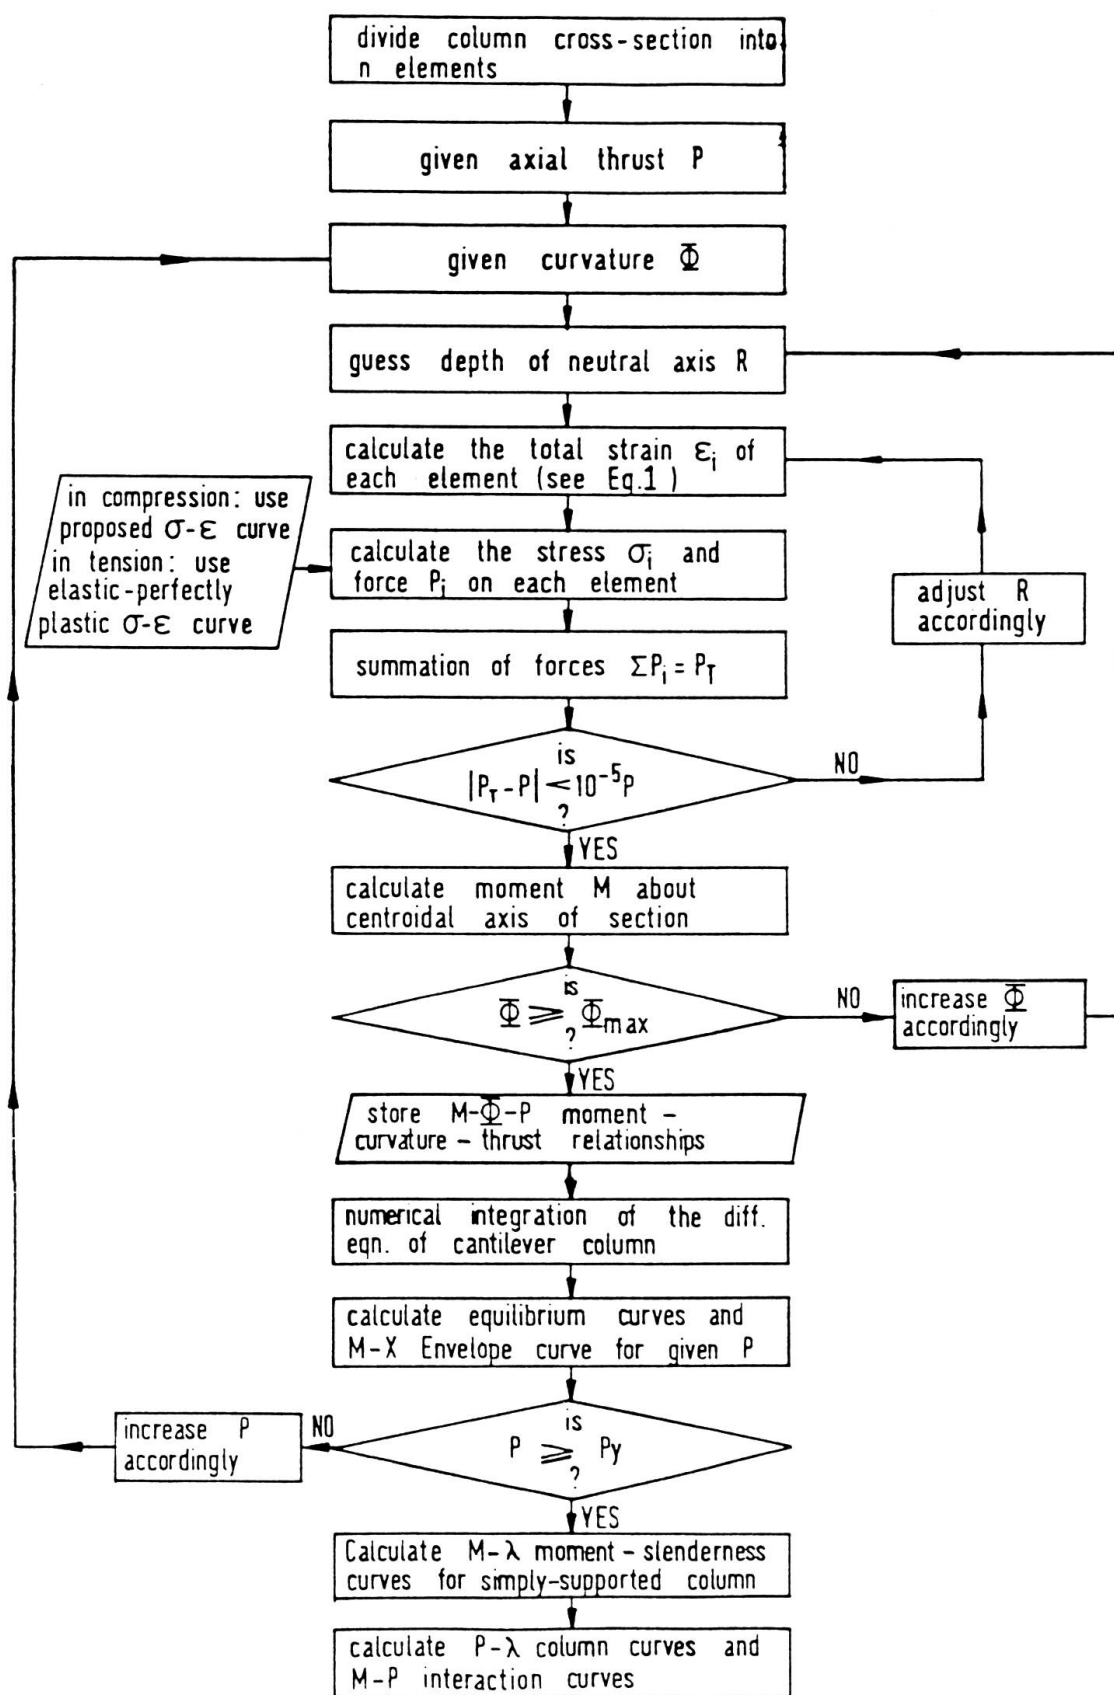 divide column cross-section into
n elements
given axial thrust P
given curvature Φ
guess depth of neutral axis R
calculate the total strain εi of
each element (see Eq.1)
in compression: use
proposed σ-ε curve
in tension: use
elastic-perfectly
plastic σ-ε curve
calculate the stress σi and
force Pi on each element
adjust R
accordingly
summation of forces ΣPi = PT
is
|PT - P| < 10⁻⁵P
?
NO
YES
calculate moment M about
centroidal axis of section
is
Φ ⩾ Φmax
?
NO
increase Φ
accordingly
YES
store M-Φ-P moment -
curvature - thrust relationships
numerical integration of the diff.
eqn. of cantilever column
calculate equilibrium curves and
M-X Envelope curve for given P
is
P ⩾ Py
?
NO
increase P
accordingly
YES
Calculate M-λ moment - slenderness
curves for simply-supported column
calculate P-λ column curves and
M-P interaction curves